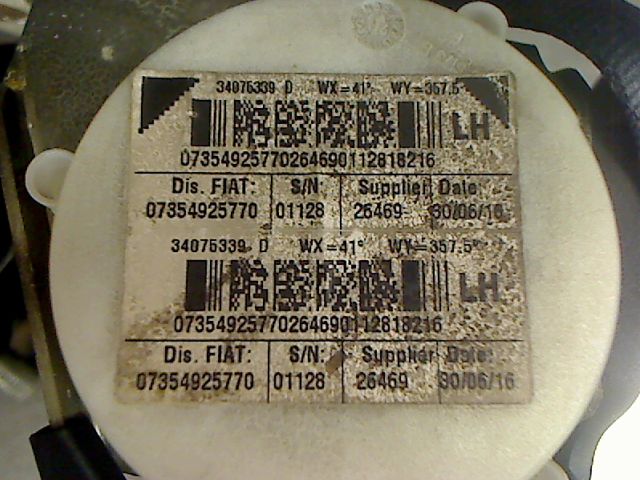 34075339 D WX=41° WY=357.5°
LH
07354925770264690112818216
Dis. FIAT: S/N: Supplier Date:
07354925770 01128 26469 30/06/16
34075339 D WX=41° WY=357.5°
LH
07354925770264690112818216
Dis. FIAT: S/N: Supplier Date:
07354925770 01128 26469 30/06/16